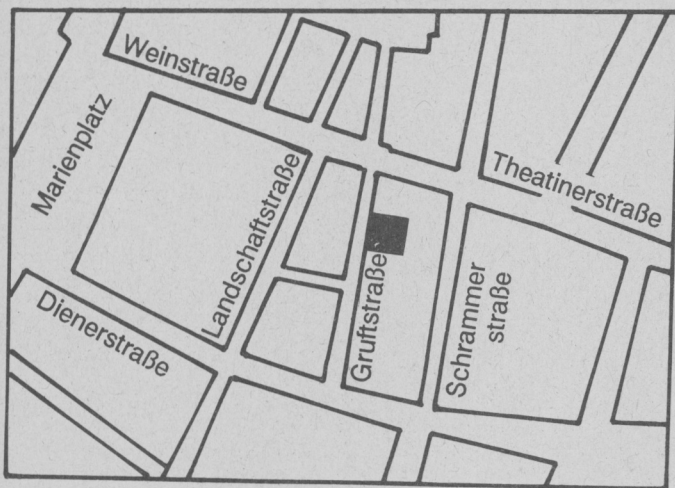 Weinstraße
Marienplatz
Theatinerstraße
Landschaftstraße
Gruftstraße
Schrammer
straße
Dienerstraße